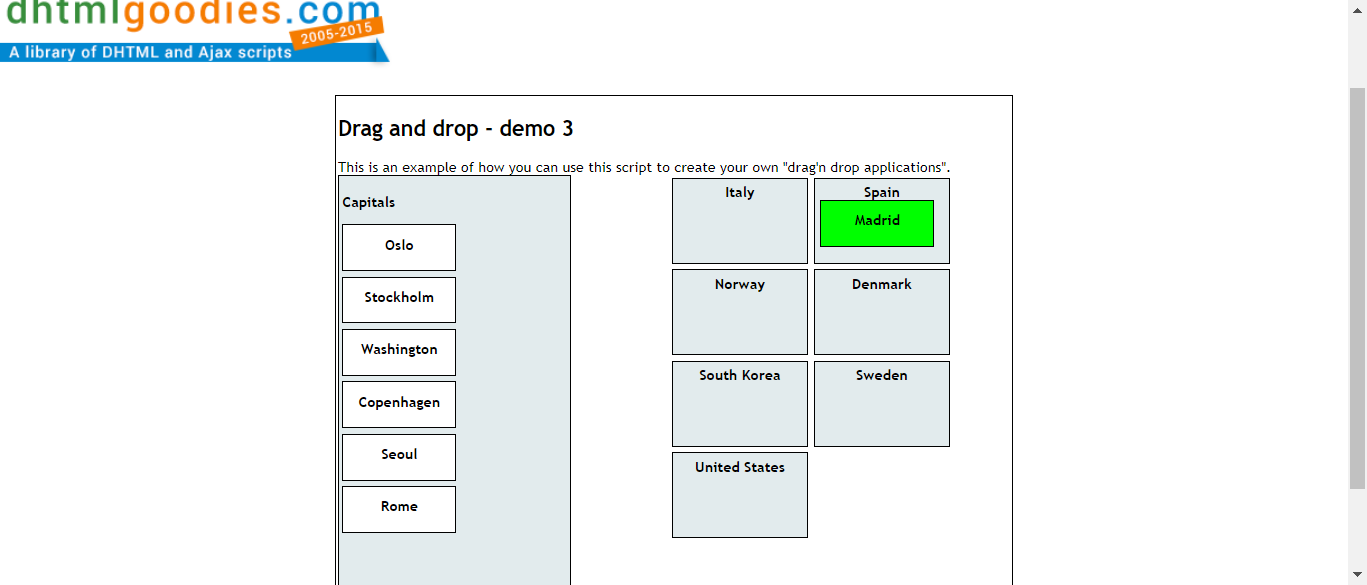 dhtmlgoodies.com
2005-2015
A library of DHTML and Ajax scripts
Drag and drop - demo 3
This is an example of how you can use this script to create your own "drag'n drop applications".
Capitals
Oslo
Stockholm
Washington
Copenhagen
Seoul
Rome
Italy
Spain
Madrid
Norway
Denmark
South Korea
Sweden
United States